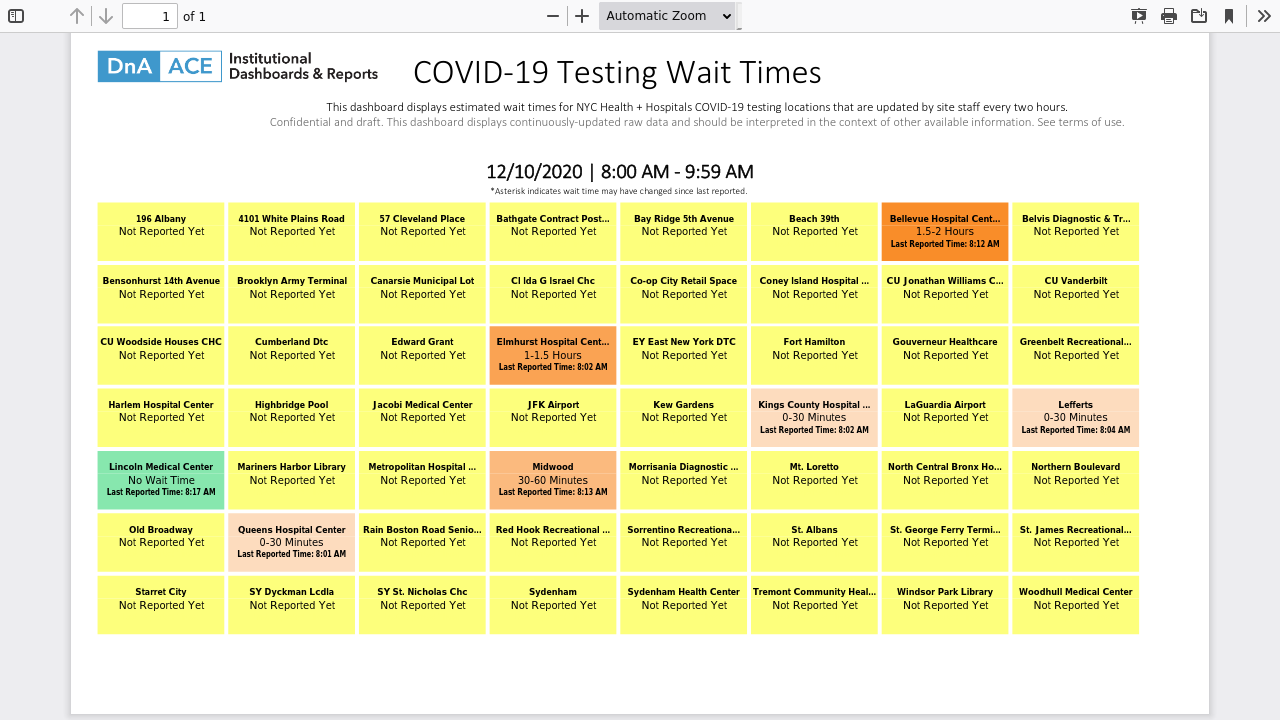 1 of 1 Automatic Zoom
DnA ACE Institutional
Dashboards & Reports
COVID-19 Testing Wait Times
This dashboard displays estimated wait times for NYC Health + Hospitals COVID-19 testing locations that are updated by site staff every two hours.
Confidential and draft. This dashboard displays continuously-updated raw data and should be interpreted in the context of other available information. See terms of use.
12/10/2020 | 8:00 AM - 9:59 AM
*Asterisk indicates wait time may have changed since last reported.
196 Albany
Not Reported Yet
4101 White Plains Road
Not Reported Yet
57 Cleveland Place
Not Reported Yet
Bathgate Contract Post...
Not Reported Yet
Bay Ridge 5th Avenue
Not Reported Yet
Beach 39th
Not Reported Yet
Bellevue Hospital Cent...
1.5-2 Hours
Last Reported Time: 8:12 AM
Belvis Diagnostic & Tr...
Not Reported Yet
Bensonhurst 14th Avenue
Not Reported Yet
Brooklyn Army Terminal
Not Reported Yet
Canarsie Municipal Lot
Not Reported Yet
Cl Ida G Israel Chc
Not Reported Yet
Co-op City Retail Space
Not Reported Yet
Coney Island Hospital ...
Not Reported Yet
CU Jonathan Williams C...
Not Reported Yet
CU Vanderbilt
Not Reported Yet
CU Woodside Houses CHC
Not Reported Yet
Cumberland Dtc
Not Reported Yet
Edward Grant
Not Reported Yet
Elmhurst Hospital Cent...
1-1.5 Hours
Last Reported Time: 8:02 AM
EY East New York DTC
Not Reported Yet
Fort Hamilton
Not Reported Yet
Gouverneur Healthcare
Not Reported Yet
Greenbelt Recreational...
Not Reported Yet
Harlem Hospital Center
Not Reported Yet
Highbridge Pool
Not Reported Yet
Jacobi Medical Center
Not Reported Yet
JFK Airport
Not Reported Yet
Kew Gardens
Not Reported Yet
Kings County Hospital ...
0-30 Minutes
Last Reported Time: 8:02 AM
LaGuardia Airport
Not Reported Yet
Lefferts
0-30 Minutes
Last Reported Time: 8:04 AM
Lincoln Medical Center
No Wait Time
Last Reported Time: 8:17 AM
Mariners Harbor Library
Not Reported Yet
Metropolitan Hospital ...
Not Reported Yet
Midwood
30-60 Minutes
Last Reported Time: 8:13 AM
Morrisania Diagnostic ...
Not Reported Yet
Mt. Loretto
Not Reported Yet
North Central Bronx Ho...
Not Reported Yet
Northern Boulevard
Not Reported Yet
Old Broadway
Not Reported Yet
Queens Hospital Center
0-30 Minutes
Last Reported Time: 8:01 AM
Rain Boston Road Senio...
Not Reported Yet
Red Hook Recreational ...
Not Reported Yet
Sorrentino Recreationa...
Not Reported Yet
St. Albans
Not Reported Yet
St. George Ferry Termi...
Not Reported Yet
St. James Recreational...
Not Reported Yet
Starret City
Not Reported Yet
SY Dyckman Lcdla
Not Reported Yet
SY St. Nicholas Chc
Not Reported Yet
Sydenham
Not Reported Yet
Sydenham Health Center
Not Reported Yet
Tremont Community Heal...
Not Reported Yet
Windsor Park Library
Not Reported Yet
Woodhull Medical Center
Not Reported Yet